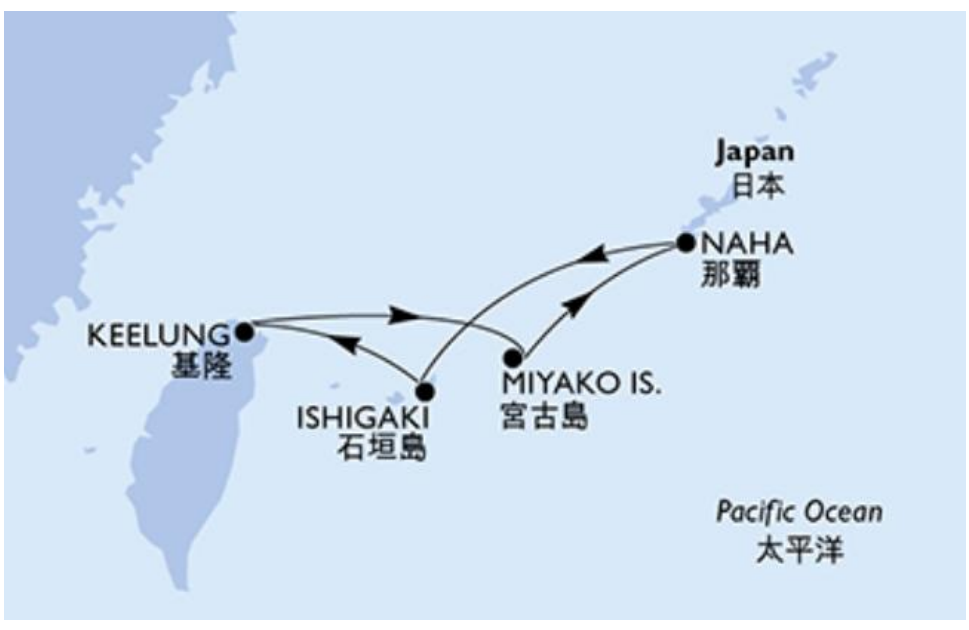 Japan
日本
NAHA
那覇
KEELUNG
基隆
MIYAKO IS.
宮古島
ISHIGAKI
石垣島
Pacific Ocean
太平洋